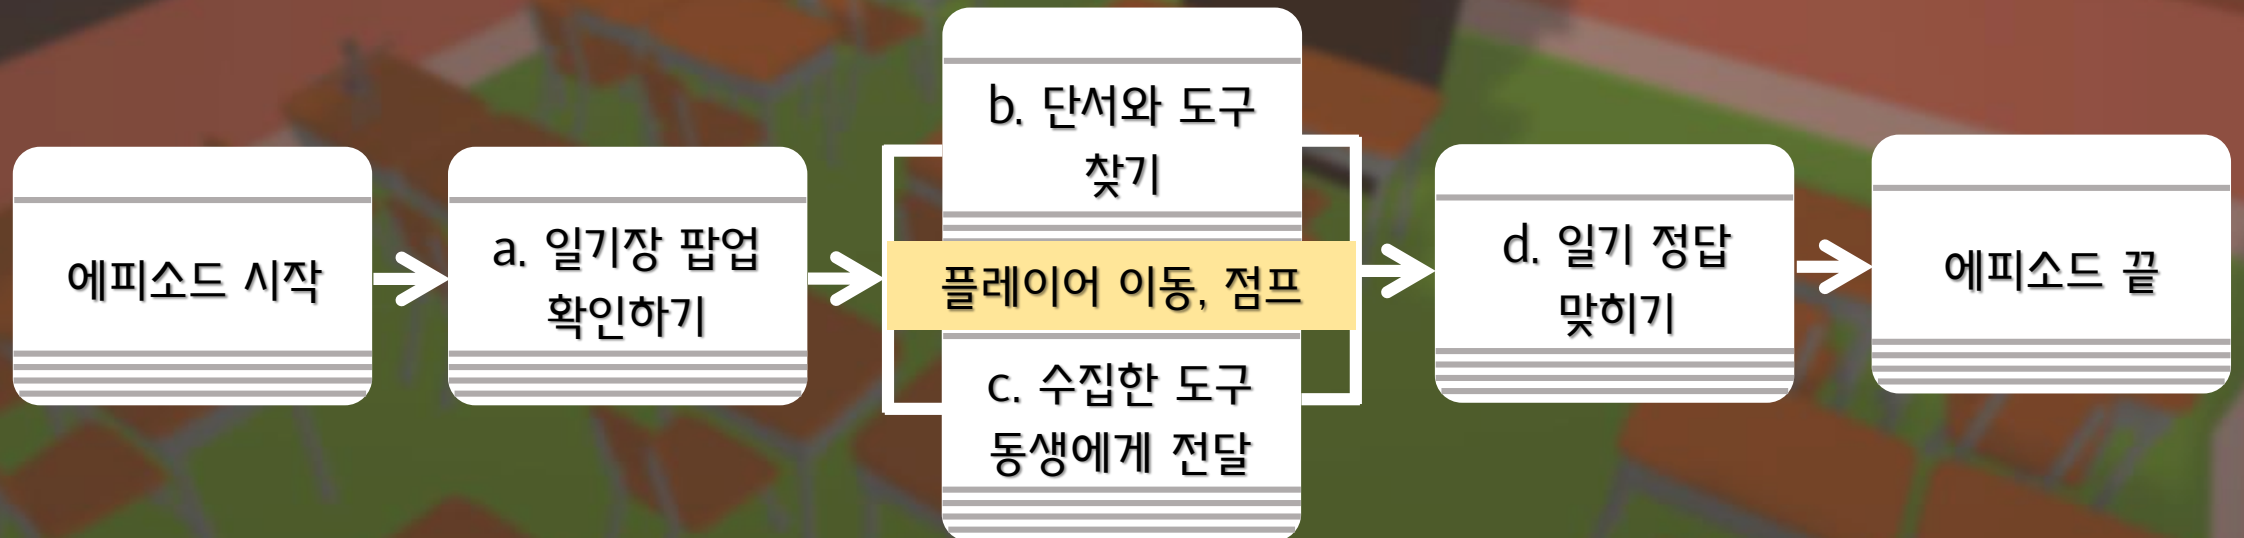 에피소드 시작
a. 일기장 팝업
확인하기
b. 단서와 도구
찾기
플레이어 이동, 점프
c. 수집한 도구
동생에게 전달
d. 일기 정답
맞히기
에피소드 끝